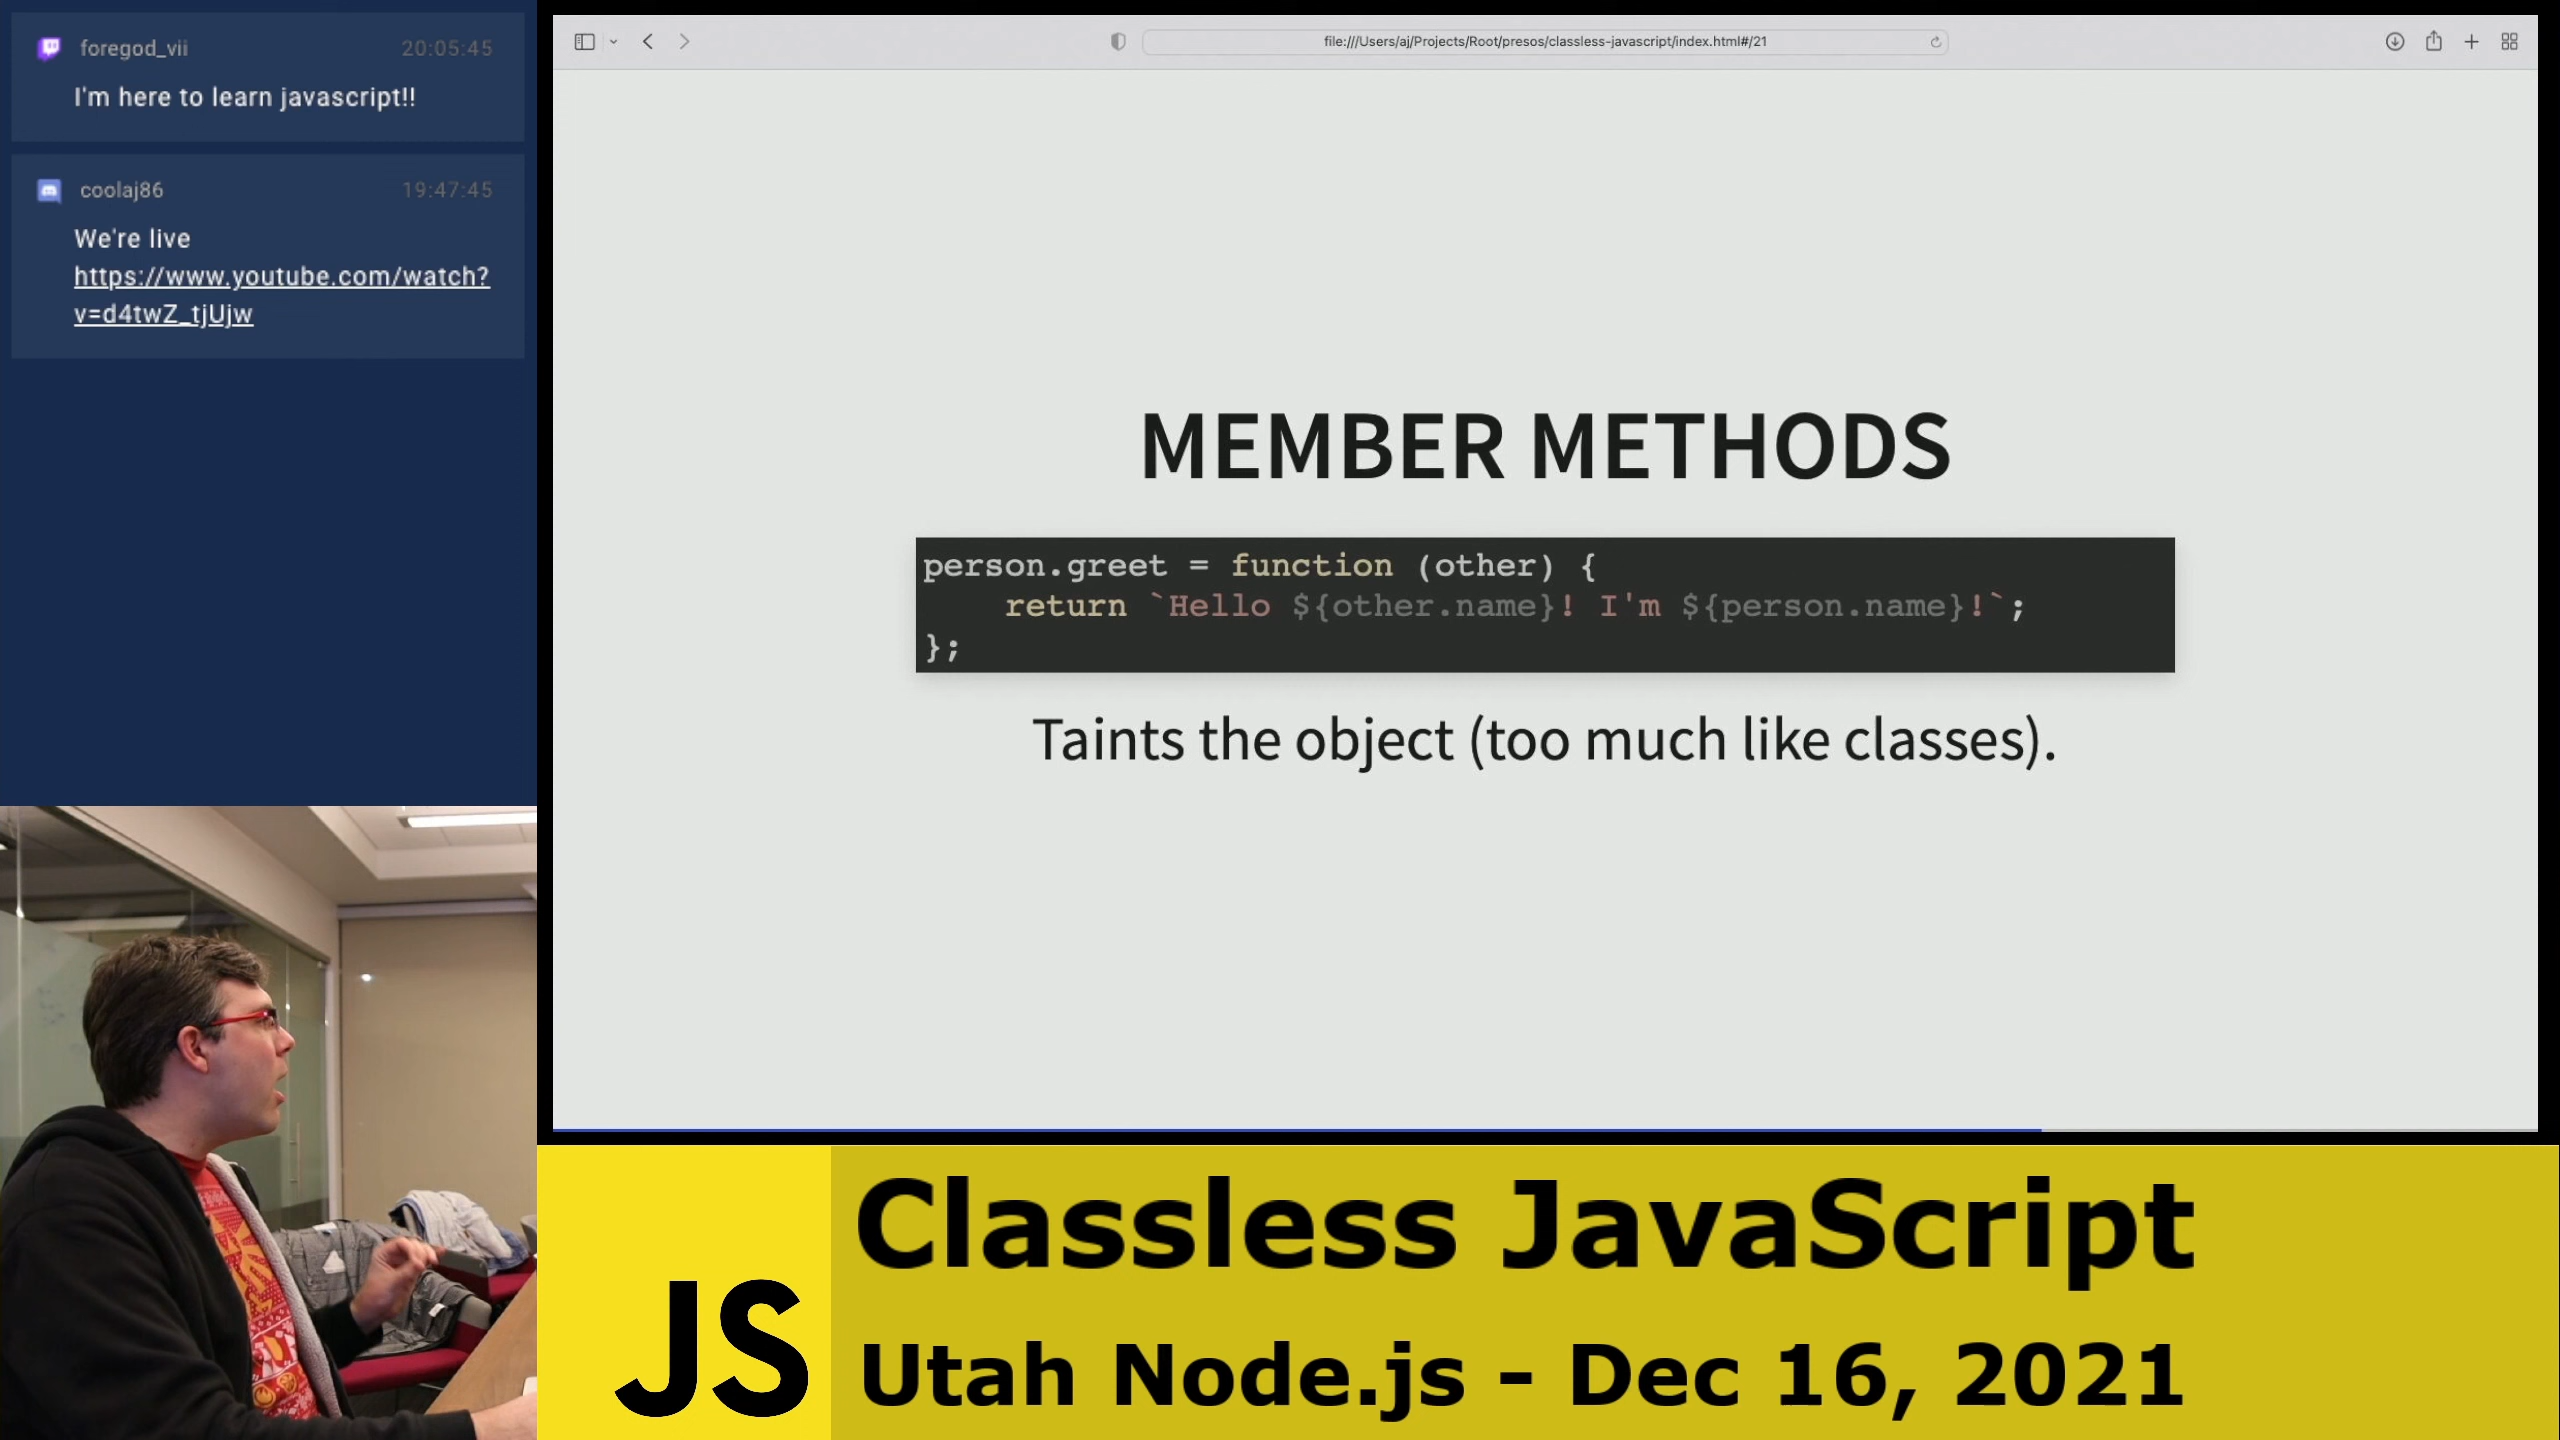 foregod_vii 20:05:45
I'm here to learn javascript!!
coolaj86 19:47:45
We're live
https://www.youtube.com/watch?
v=d4twZ_tjUjw
file:///Users/aj/Projects/Root/presos/classless-javascript/index.html#/21
MEMBER METHODS
person.greet = function (other) {
    return `Hello ${other.name}! I'm ${person.name}!`;
};
Taints the object (too much like classes).
JS
Classless JavaScript
Utah Node.js - Dec 16, 2021